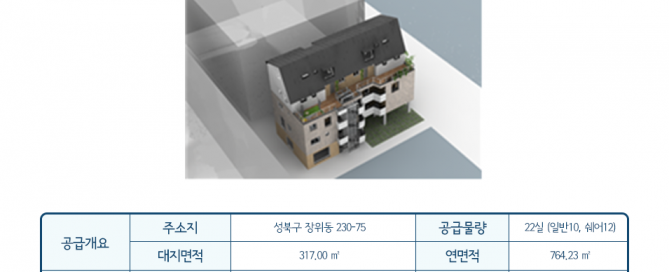 공급개요 주소지 성북구 장위동 230-75 공급물량 22실 (일반10, 쉐어12)
대지면적 317.00 ㎡ 연면적 764.23 ㎡